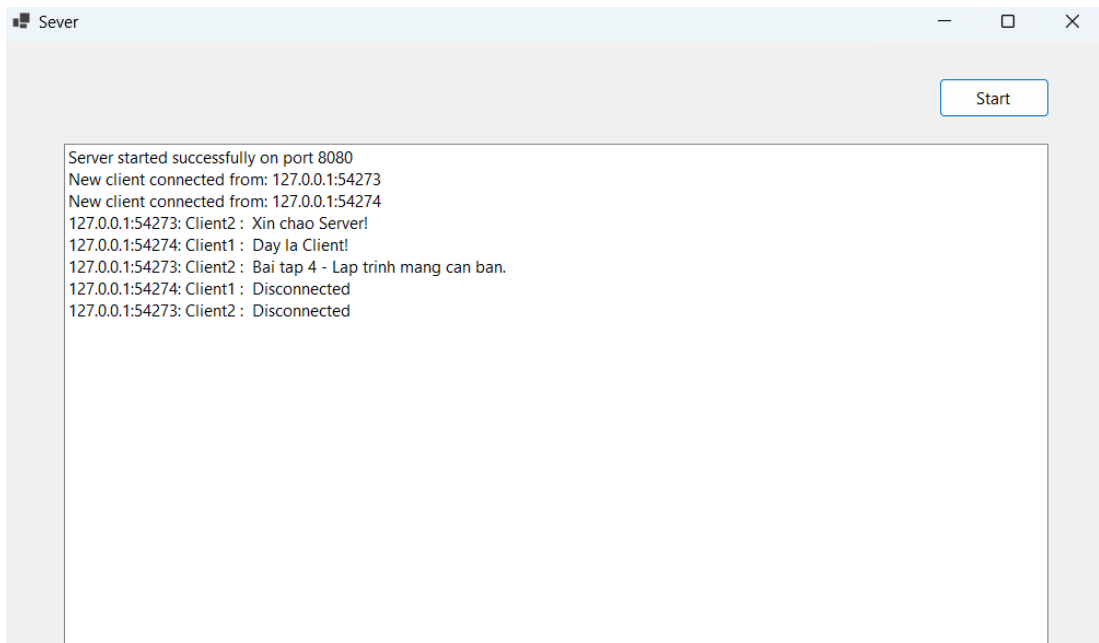 Sever
Start
Server started successfully on port 8080
New client connected from: 127.0.0.1:54273
New client connected from: 127.0.0.1:54274
127.0.0.1:54273: Client2 :  Xin chao Server!
127.0.0.1:54274: Client1 :  Day la Client!
127.0.0.1:54273: Client2 :  Bai tap 4 - Lap trinh mang can ban.
127.0.0.1:54274: Client1 :  Disconnected
127.0.0.1:54273: Client2 :  Disconnected